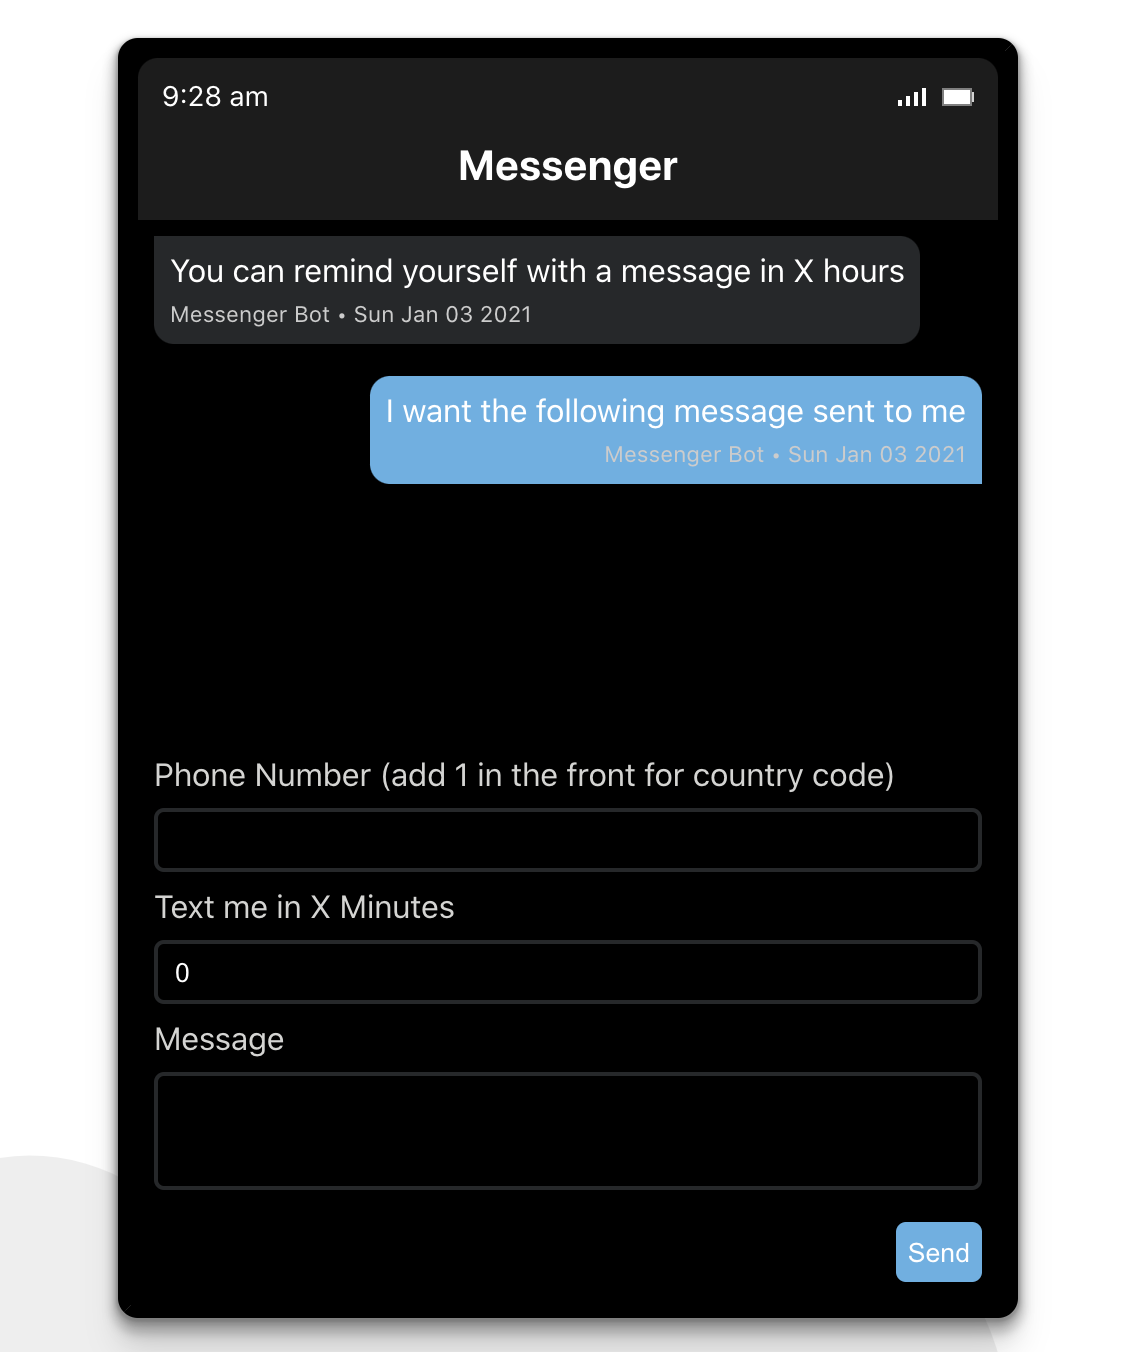 9:28 am
Messenger
You can remind yourself with a message in X hours
Messenger Bot • Sun Jan 03 2021
I want the following message sent to me
Messenger Bot • Sun Jan 03 2021
Phone Number (add 1 in the front for country code)
Text me in X Minutes
0
Message
Send